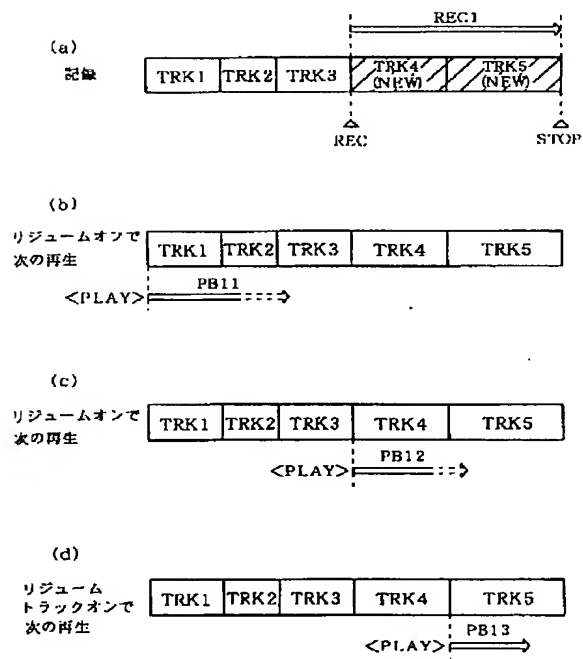 REC1
(a)
記録
TRK1 TRK2 TRK3 TRK4 (NEW) TRK5 (NEW)
REC STOP
(b)
リジュームオンで
次の再生
TRK1 TRK2 TRK3 TRK4 TRK5
<PLAY> PB11
(c)
リジュームオンで
次の再生
TRK1 TRK2 TRK3 TRK4 TRK5
<PLAY> PB12
(d)
リジューム
トラックオンで
次の再生
TRK1 TRK2 TRK3 TRK4 TRK5
<PLAY> PB13